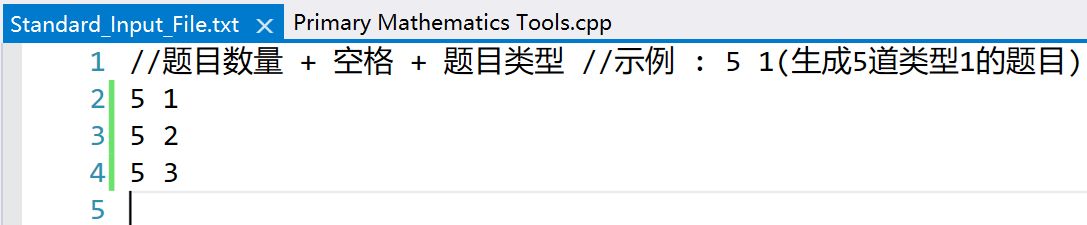 Standard_Input_File.txt × Primary Mathematics Tools.cpp
1 //题目数量 + 空格 + 题目类型 //示例 : 5 1(生成5道类型1的题目)
2 5 1
3 5 2
4 5 3
5